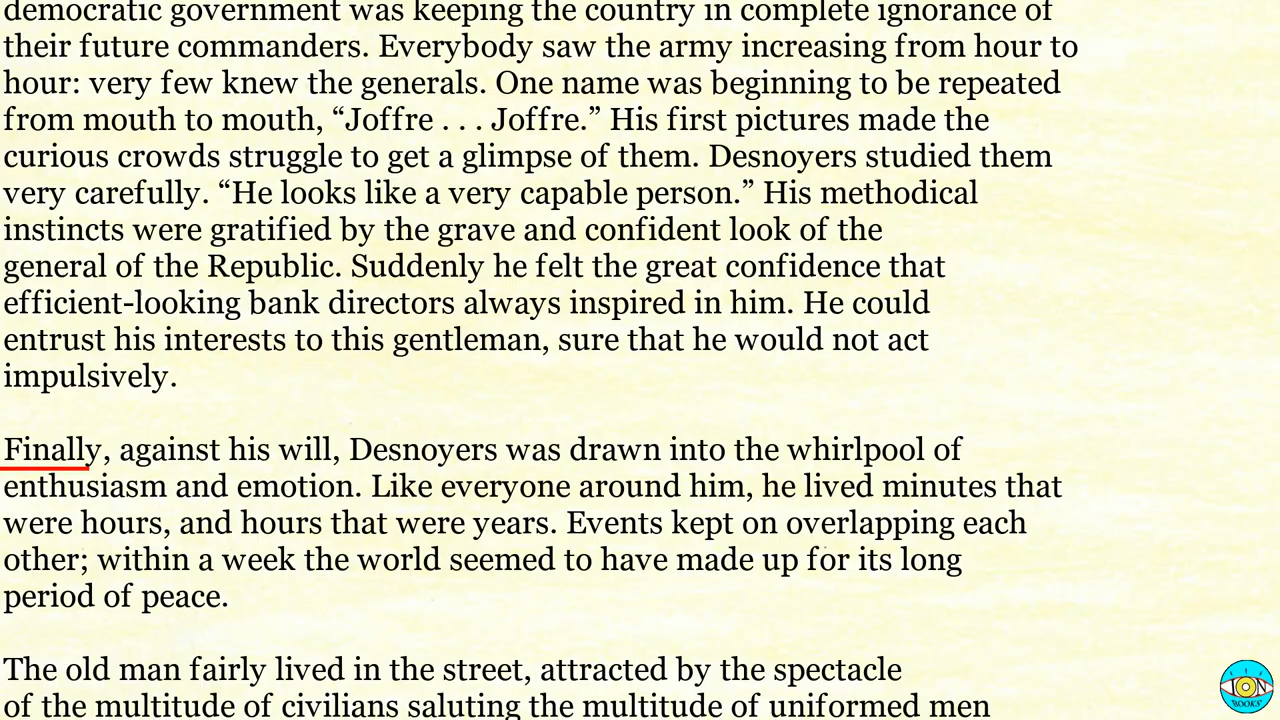 democratic government was keeping the country in complete ignorance of
their future commanders. Everybody saw the army increasing from hour to
hour: very few knew the generals. One name was beginning to be repeated
from mouth to mouth, “Joffre . . . Joffre.” His first pictures made the
curious crowds struggle to get a glimpse of them. Desnoyers studied them
very carefully. “He looks like a very capable person.” His methodical
instincts were gratified by the grave and confident look of the
general of the Republic. Suddenly he felt the great confidence that
efficient-looking bank directors always inspired in him. He could
entrust his interests to this gentleman, sure that he would not act
impulsively.
Finally, against his will, Desnoyers was drawn into the whirlpool of
enthusiasm and emotion. Like everyone around him, he lived minutes that
were hours, and hours that were years. Events kept on overlapping each
other; within a week the world seemed to have made up for its long
period of peace.
The old man fairly lived in the street, attracted by the spectacle
of the multitude of civilians saluting the multitude of uniformed men
ION
BOOKS